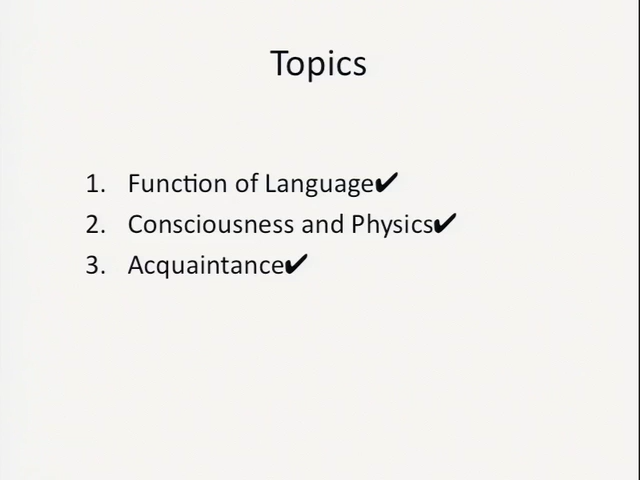 Topics
1. Function of Language✔
2. Consciousness and Physics✔
3. Acquaintance✔